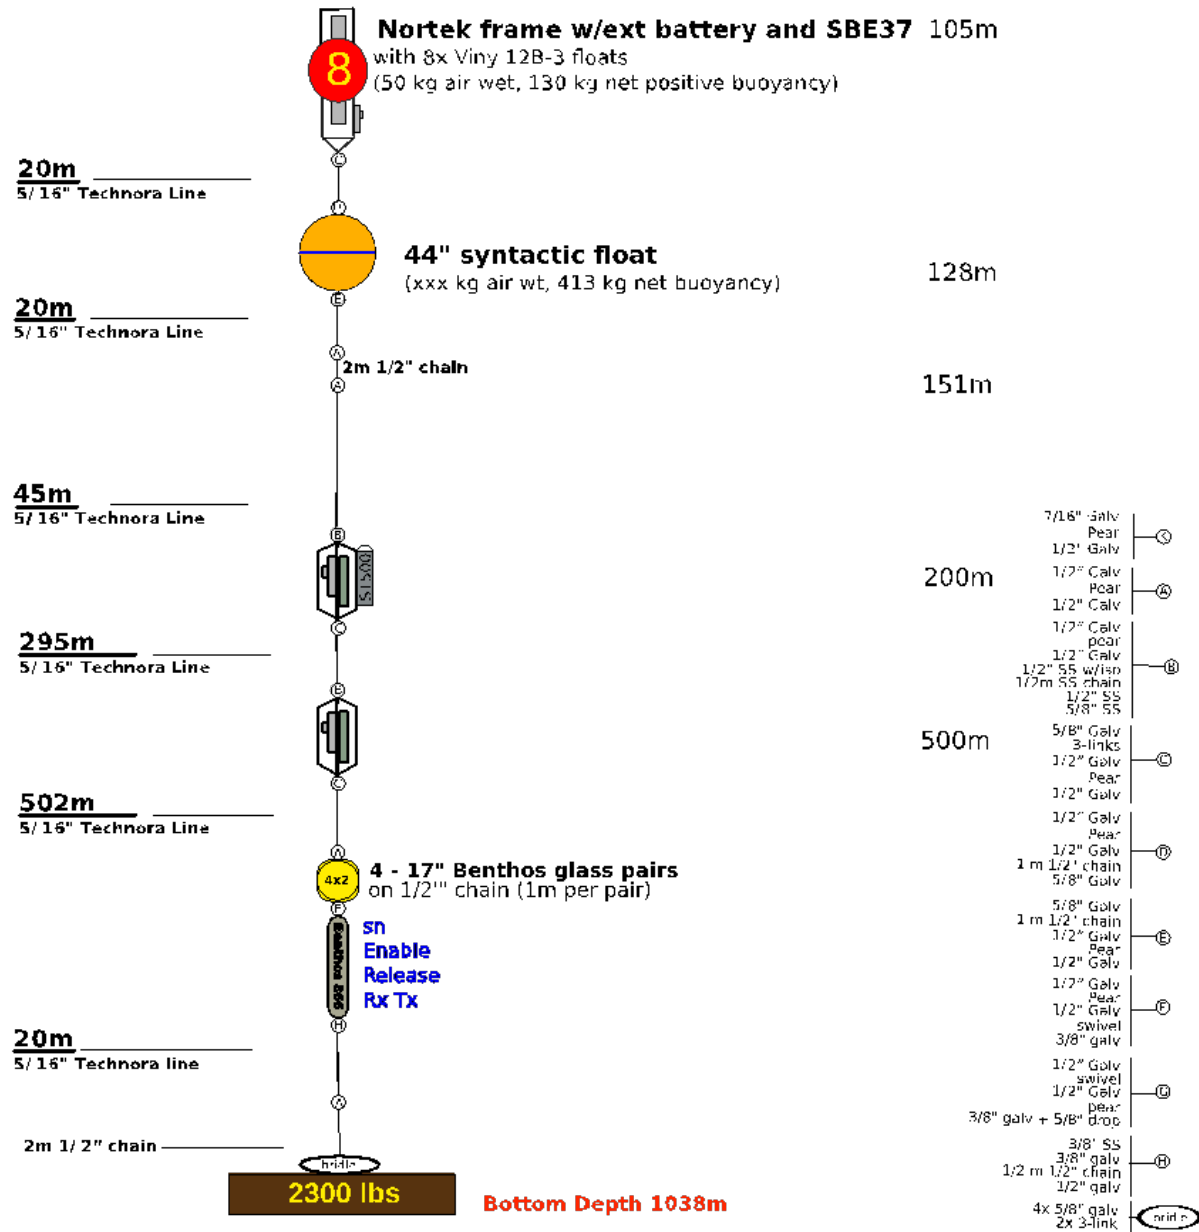 Nortek frame w/ext battery and SBE37 105m
with 8x Viny 12B-3 floats
(50 kg air wet, 130 kg net positive buoyancy)
8
C
20m
5/16" Technora Line
D
44" syntactic float
(xxx kg air wt, 413 kg net buoyancy)
128m
E
20m
5/16" Technora Line
A
2m 1/2" chain
A
151m
45m
5/16" Technora Line
B
ST500
200m
C
295m
5/16" Technora Line
B
500m
C
502m
5/16" Technora Line
A
4x2
4 - 17" Benthos glass pairs
on 1/2'" chain (1m per pair)
F
Benthos 866
sn
Enable
Release
Rx Tx
H
20m
5/16" Technora line
A
2m 1/2" chain
bridle
2300 lbs
Bottom Depth 1038m
7/16" Galv
Pear
1/2" Galv
K
1/2" Galv
Pear
1/2" Galv
A
1/2" Galv
pear
1/2" Galv
1/2" SS w/iso
1/2m SS chain
1/2" SS
5/8" SS
B
5/8" Galv
3-links
1/2" Galv
Pear
1/2" Galv
C
1/2" Galv
Pear
1/2" Galv
1 m 1/2" chain
5/8" Galv
D
5/8" Galv
1 m 1/2" chain
1/2" Galv
Pear
1/2" Galv
E
1/2" Galv
Pear
1/2" Galv
swivel
3/8" galv
F
1/2" Galv
swivel
1/2" Galv
pear
3/8" galv + 5/8" drop
G
3/8" SS
3/8" galv
1/2 m 1/2" chain
1/2" galv
H
4x 5/8" galv
2x 3-link
bridle